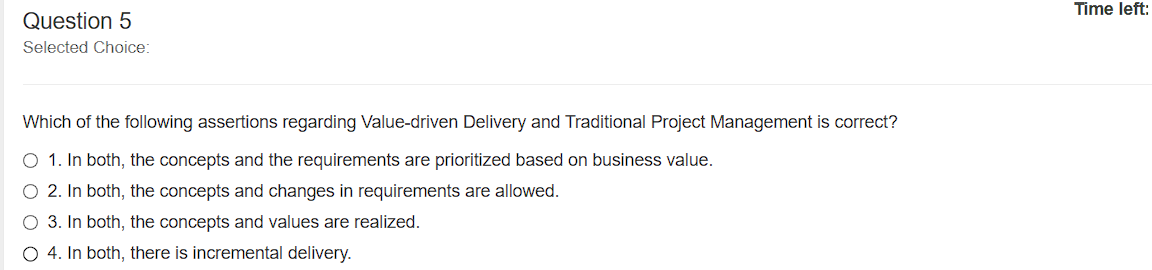 Question 5
Time left:
Selected Choice:
Which of the following assertions regarding Value-driven Delivery and Traditional Project Management is correct?
1. In both, the concepts and the requirements are prioritized based on business value.
2. In both, the concepts and changes in requirements are allowed.
3. In both, the concepts and values are realized.
4. In both, there is incremental delivery.